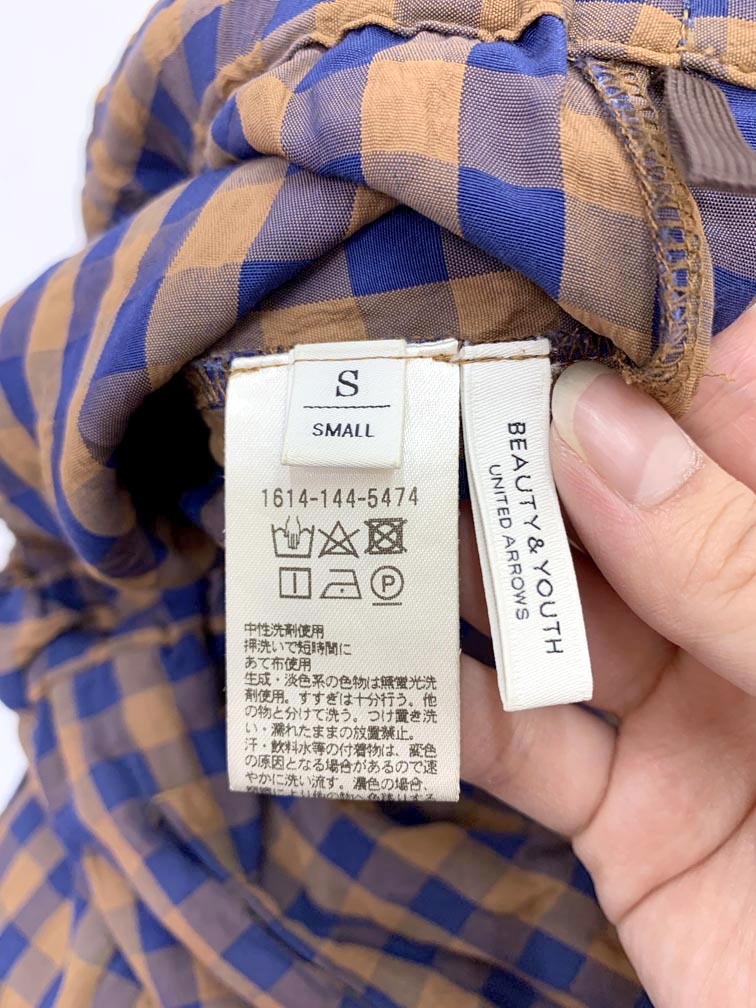 S
SMALL
1614-144-5474
P
中性洗剤使用
押洗いで短時間に
あて布使用
生成・淡色系の色物は無蛍光洗
剤使用。すすぎは十分行う。他
の物と分けて洗う。つけ置き洗
い・濡れたままの放置禁止。
汗・飲料水等の付着物は、変色
の原因となる場合があるので速
やかに洗い流す。濃色の場合、
BEAUTY & YOUTH
UNITED ARROWS